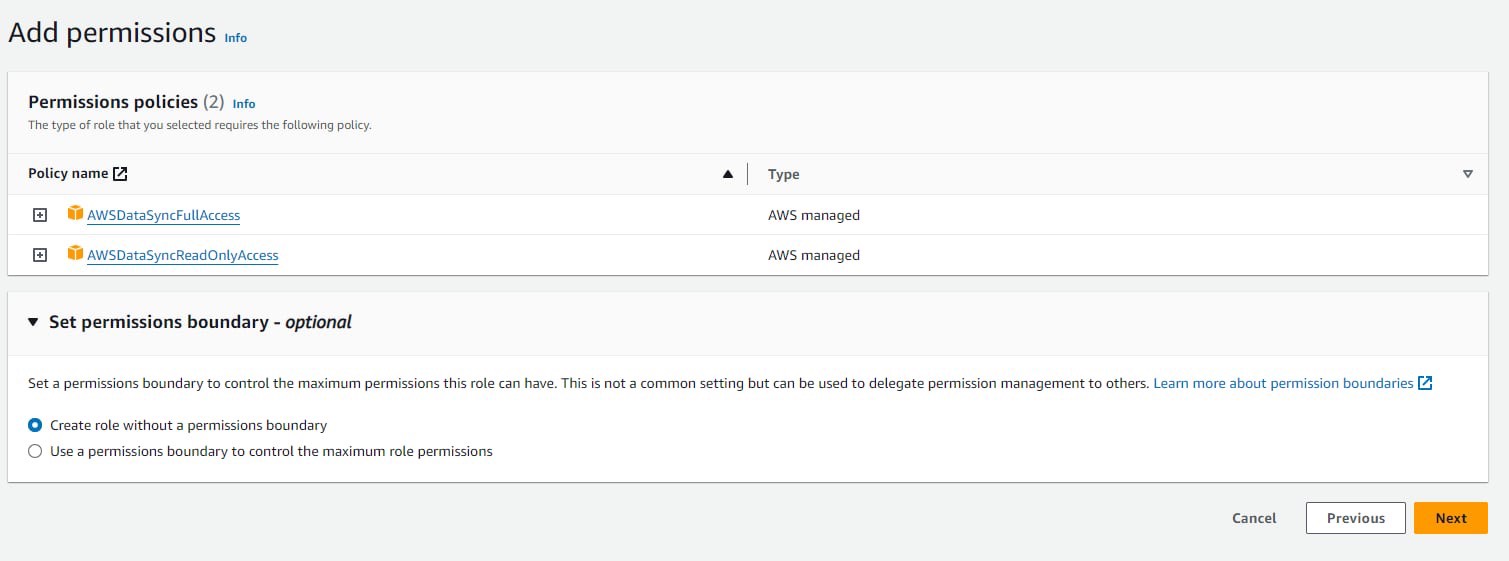 Add permissions Info
Permissions policies (2) Info
The type of role that you selected requires the following policy.
Policy name Type
AWSDataSyncFullAccess AWS managed
AWSDataSyncReadOnlyAccess AWS managed
Set permissions boundary - optional
Set a permissions boundary to control the maximum permissions this role can have. This is not a common setting but can be used to delegate permission management to others. Learn more about permission boundaries
Create role without a permissions boundary
Use a permissions boundary to control the maximum role permissions
Cancel Previous Next